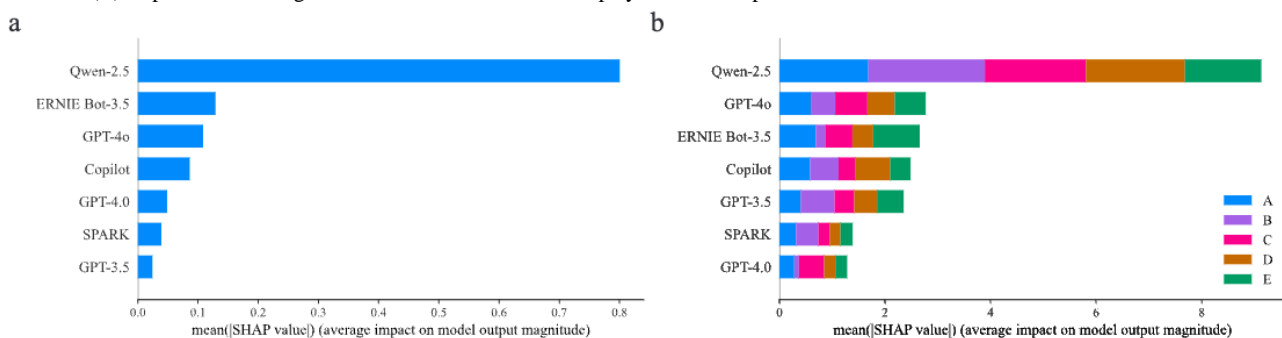 a
Qwen-2.5
ERNIE Bot-3.5
GPT-4o
Copilot
GPT-4.0
SPARK
GPT-3.5
0.0 0.1 0.2 0.3 0.4 0.5 0.6 0.7 0.8
mean(|SHAP value|) (average impact on model output magnitude)
b
Qwen-2.5
GPT-4o
ERNIE Bot-3.5
Copilot
GPT-3.5
SPARK
GPT-4.0
A
B
C
D
E
0 2 4 6 8
mean(|SHAP value|) (average impact on model output magnitude)